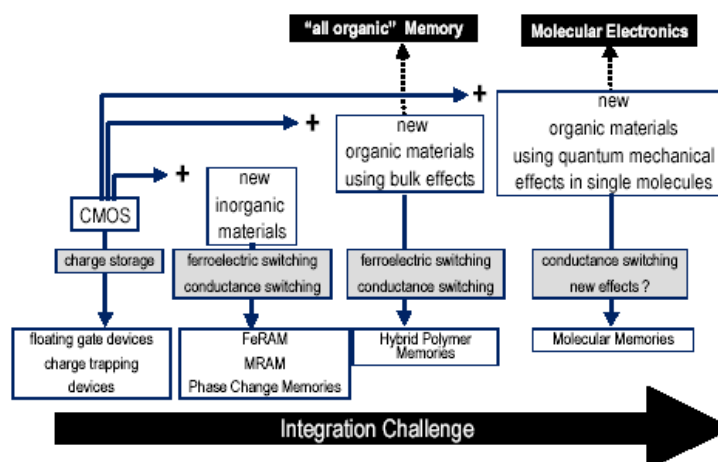 “all organic” Memory
Molecular Electronics
+
+
+
new
organic materials
using quantum mechanical
effects in single molecules
new
organic materials
using bulk effects
new
inorganic
materials
CMOS
charge storage
ferroelectric switching
conductance switching
ferroelectric switching
conductance switching
conductance switching
new effects ?
floating gate devices
charge trapping
devices
FeRAM
MRAM
Phase Change Memories
Hybrid Polymer
Memories
Molecular Memories
Integration Challenge